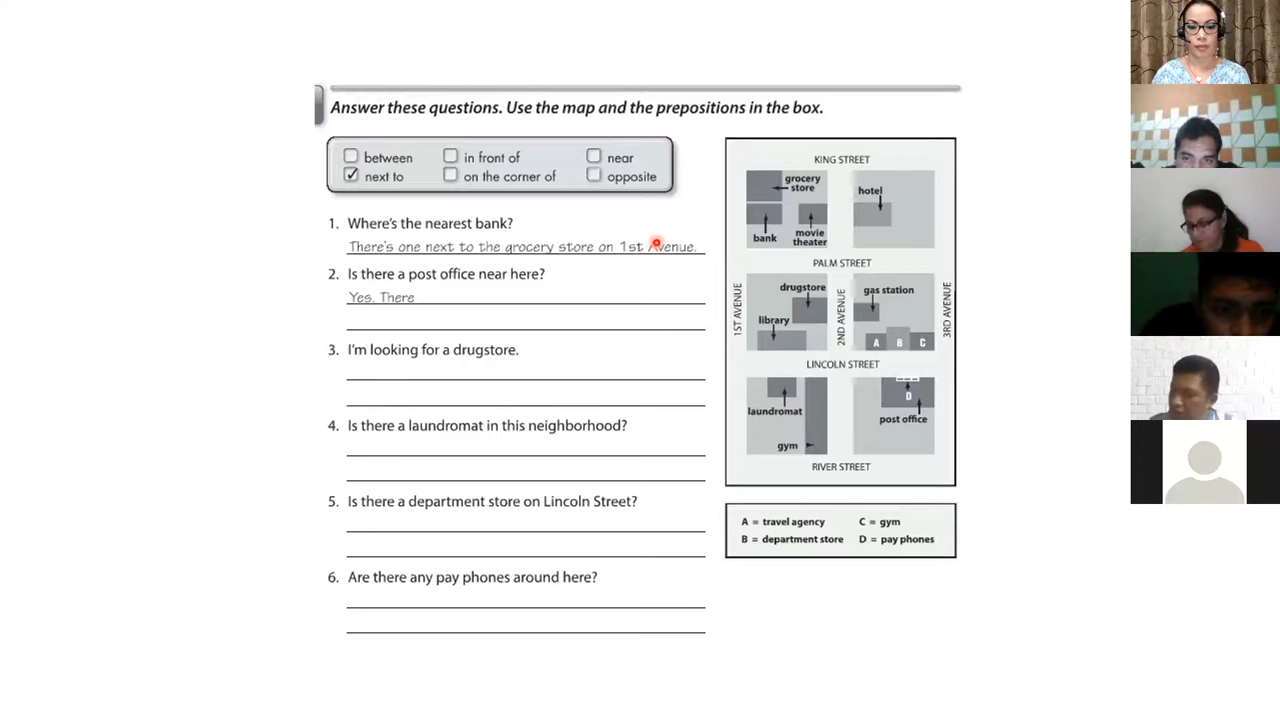 Answer these questions. Use the map and the prepositions in the box.
between
in front of
near
next to
on the corner of
opposite
1. Where's the nearest bank?
There's one next to the grocery store on 1st Avenue.
2. Is there a post office near here?
Yes. There
3. I'm looking for a drugstore.
4. Is there a laundromat in this neighborhood?
5. Is there a department store on Lincoln Street?
6. Are there any pay phones around here?
KING STREET
grocery
store
hotel
bank
movie
theater
PALM STREET
1ST AVENUE
drugstore
library
2ND AVENUE
gas station
A B C
3RD AVENUE
LINCOLN STREET
laundromat
gym
D
post office
RIVER STREET
A = travel agency
C = gym
B = department store
D = pay phones